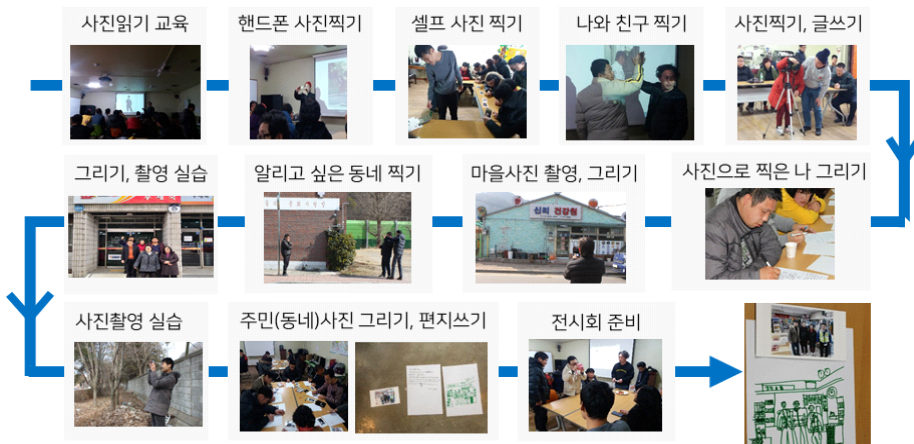 사진읽기 교육
핸드폰 사진찍기
셀프 사진 찍기
나와 친구 찍기
사진찍기, 글쓰기
사진으로 찍은 나 그리기
마을사진 촬영, 그리기
알리고 싶은 동네 찍기
그리기, 촬영 실습
사진촬영 실습
주민(동네)사진 그리기, 편지쓰기
전시회 준비